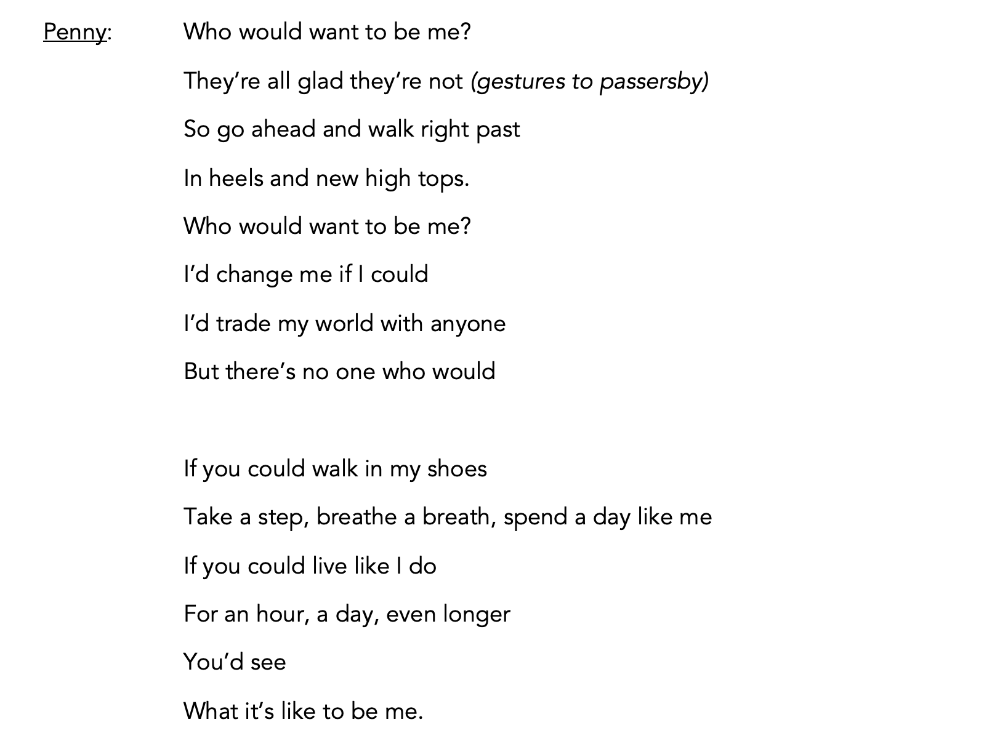 Penny: Who would want to be me?
They’re all glad they’re not (gestures to passersby)
So go ahead and walk right past
In heels and new high tops.
Who would want to be me?
I’d change me if I could
I’d trade my world with anyone
But there’s no one who would
If you could walk in my shoes
Take a step, breathe a breath, spend a day like me
If you could live like I do
For an hour, a day, even longer
You’d see
What it’s like to be me.